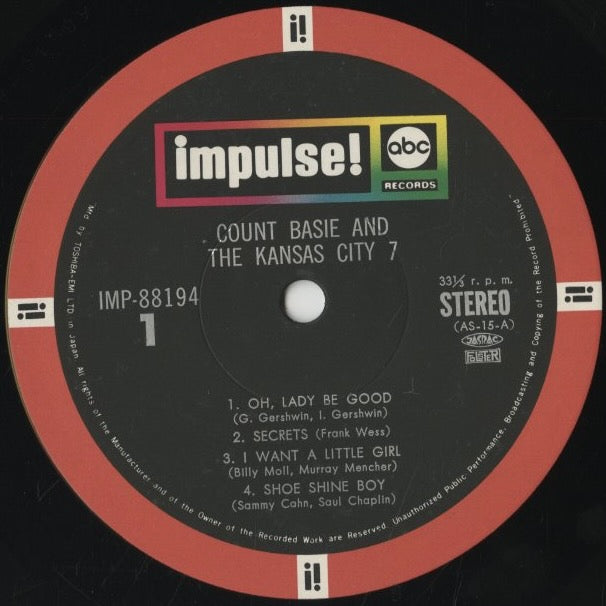 i!
impulse!
abc
RECORDS
COUNT BASIE AND
THE KANSAS CITY 7
IMP-88194
1
33⅓ r. p. m.
STEREO
(AS-15-A)
JASRAC
POLYSTER
i!
i!
1. OH, LADY BE GOOD
(G. Gershwin, I. Gershwin)
2. SECRETS (Frank Wess)
3. I WANT A LITTLE GIRL
(Billy Moll, Murray Mencher)
4. SHOE SHINE BOY
(Sammy Cahn, Saul Chaplin)
Mfd by TOSHIBA-EMI LTD in Japan. All rights of the Manufacturer and of the Owner of the Recorded Work are Reserved. Unauthorized Public Performance, Broadcasting and Copying of the Record Prohibited.
i!